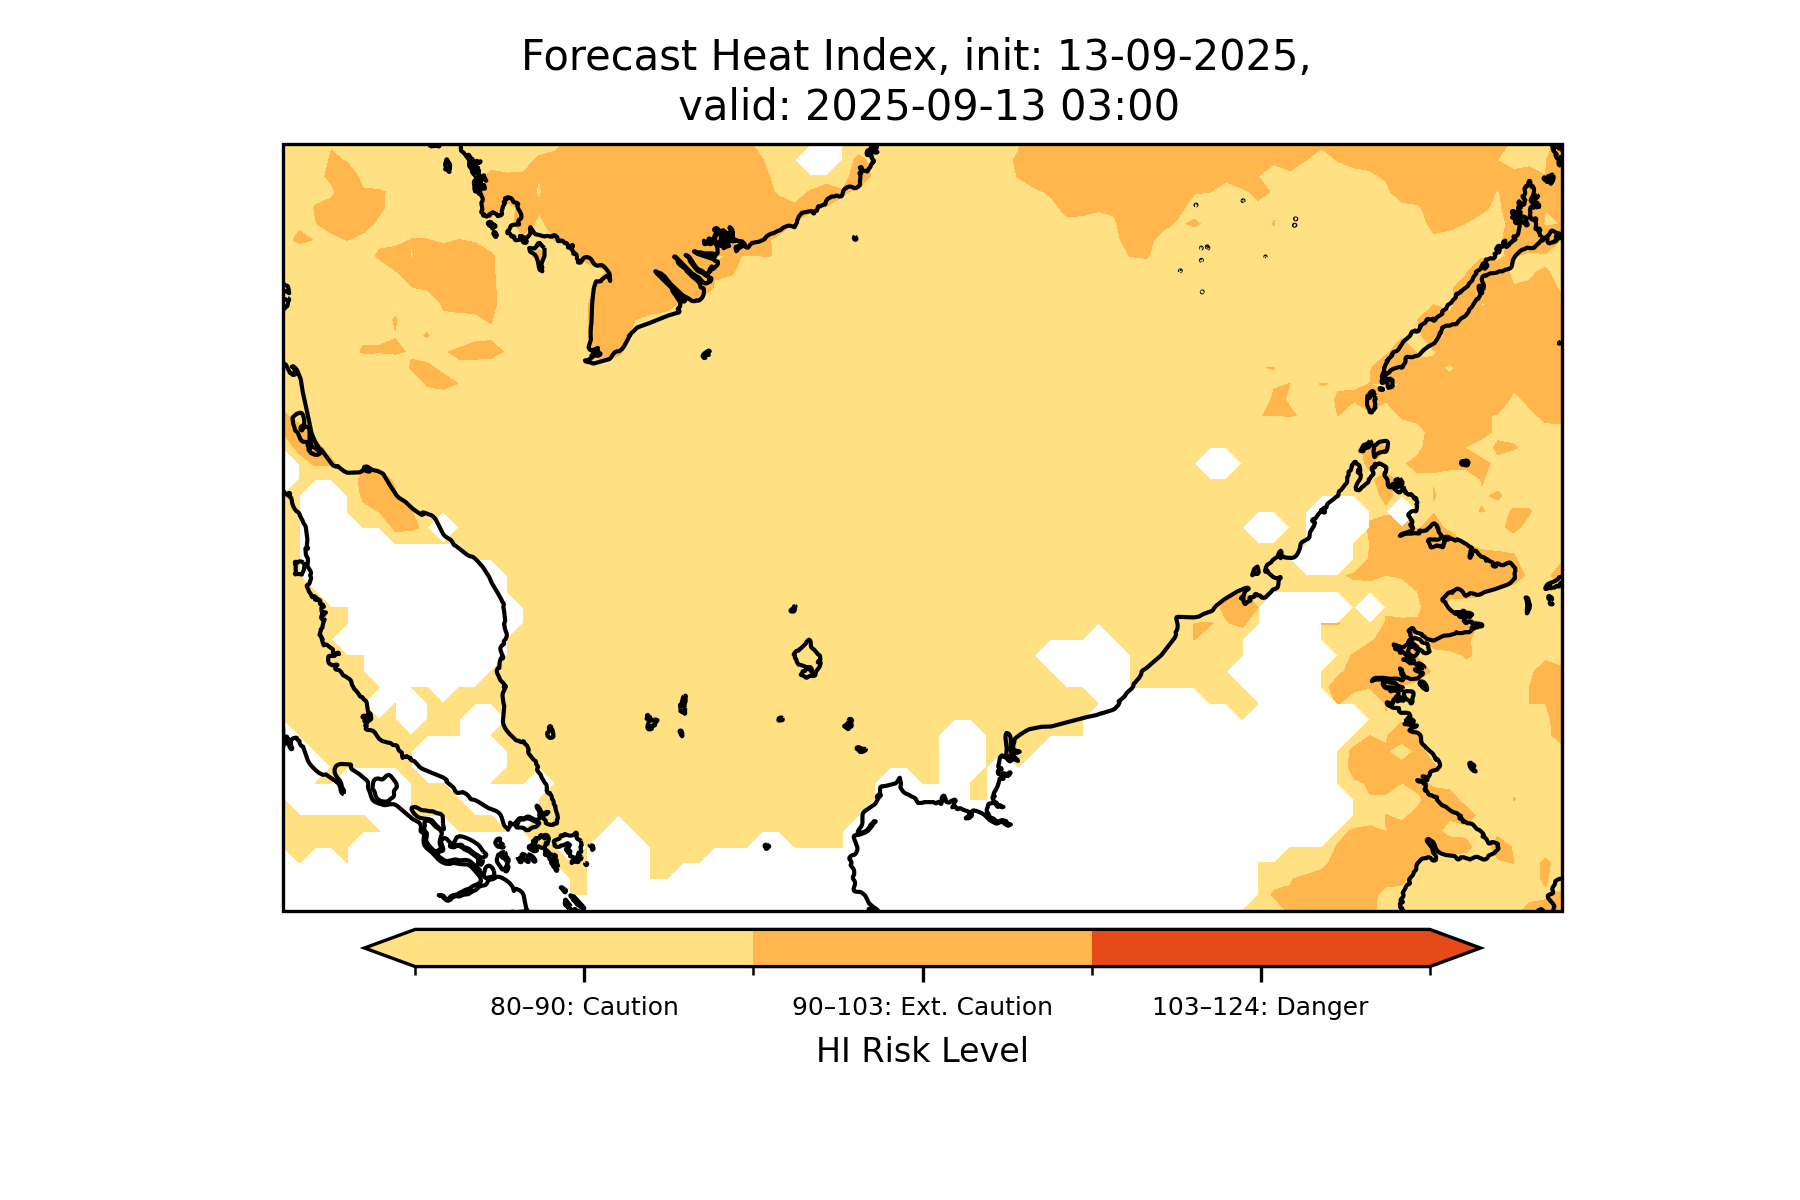 Forecast Heat Index, init: 13-09-2025,
valid: 2025-09-13 03:00
80–90: Caution
90–103: Ext. Caution
103–124: Danger
HI Risk Level